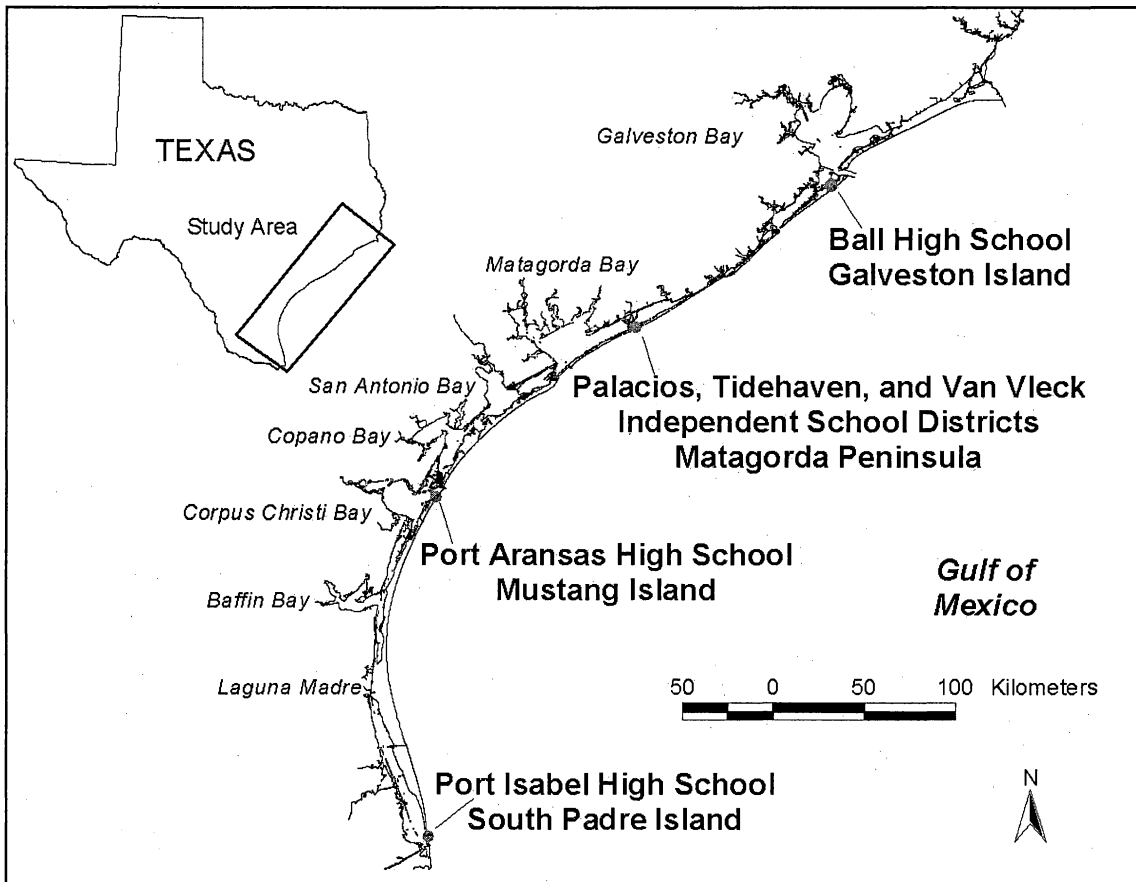 TEXAS
Study Area
Galveston Bay
Ball High School
Galveston Island
Matagorda Bay
San Antonio Bay
Palacios, Tidehaven, and Van Vleck
Independent School Districts
Matagorda Peninsula
Copano Bay
Corpus Christi Bay
Port Aransas High School
Mustang Island
Gulf of
Mexico
Baffin Bay
Laguna Madre
50 0 50 100 Kilometers
Port Isabel High School
South Padre Island
N